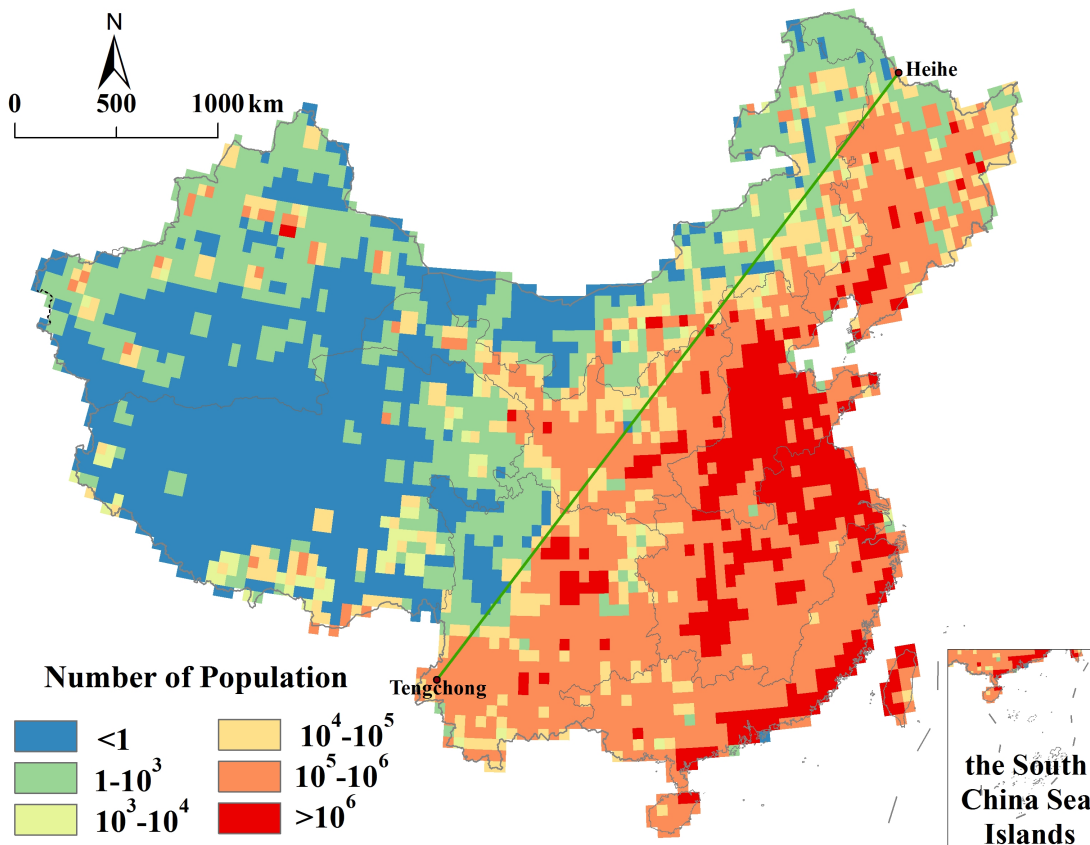 N
0 500 1000 km
Heihe
Tengchong
Number of Population
<1
1-10³
10³-10⁴
10⁴-10⁵
10⁵-10⁶
>10⁶
the South
China Sea
Islands